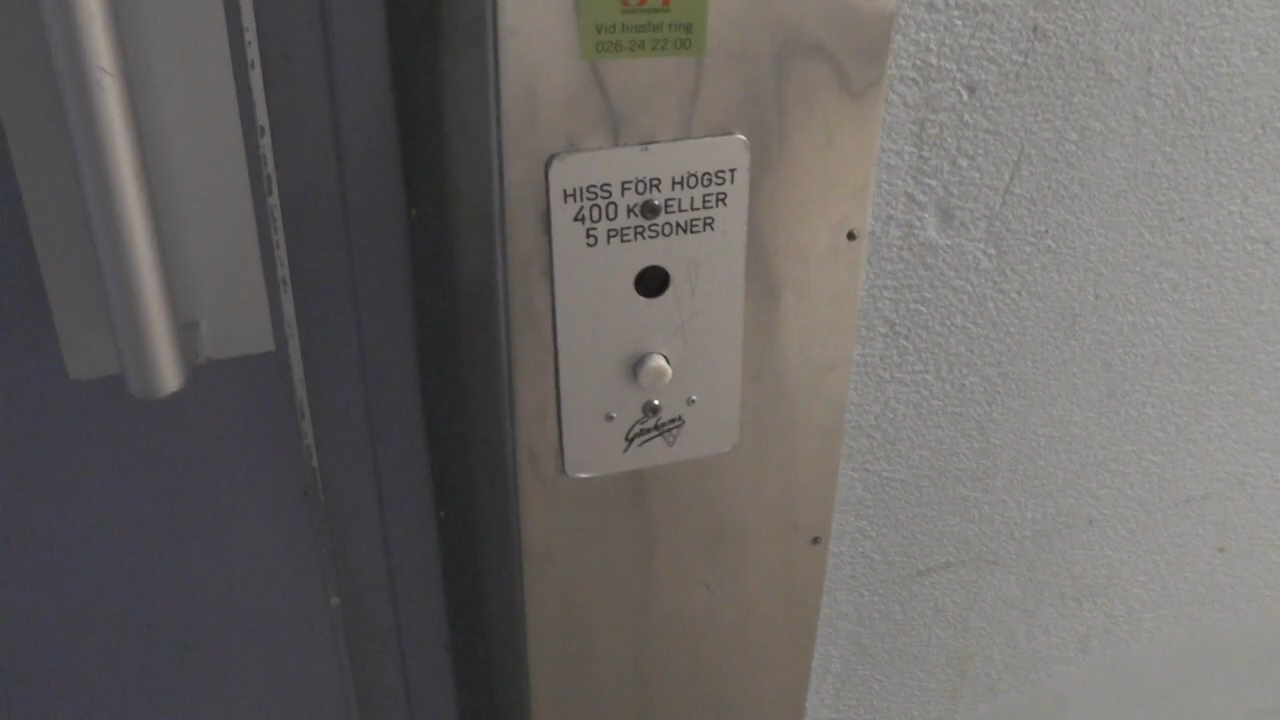 Vid hissfel ring
026-24 22 00
HISS FÖR HÖGST
400 K ELLER
5 PERSONER